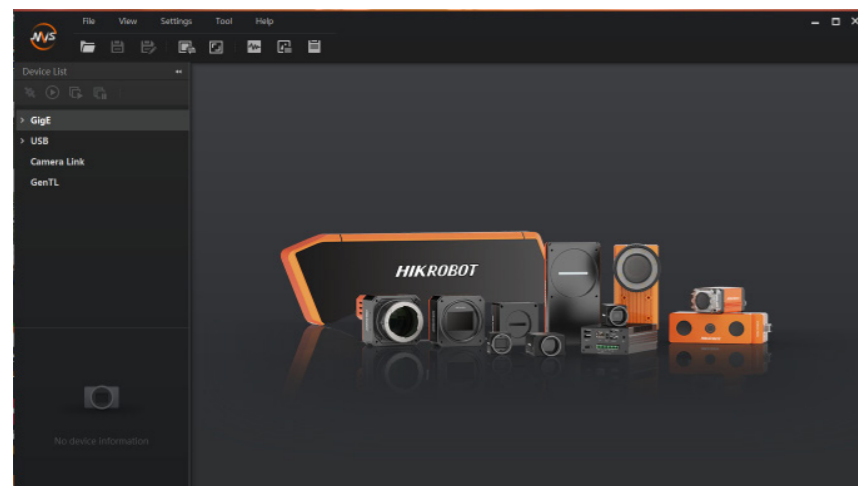 MVS
File View Settings Tool Help
Device List
GigE
USB
Camera Link
GenTL
HIKROBOT
No device information